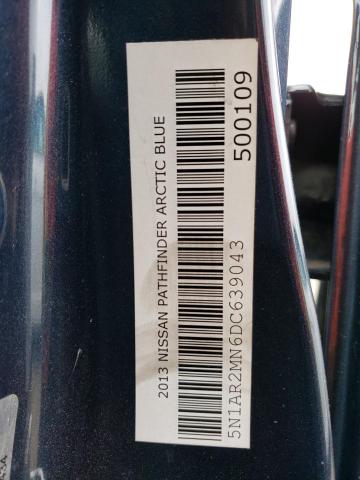 2013 NISSAN PATHFINDER ARCTIC BLUE
5N1AR2MN6DC639043
500109